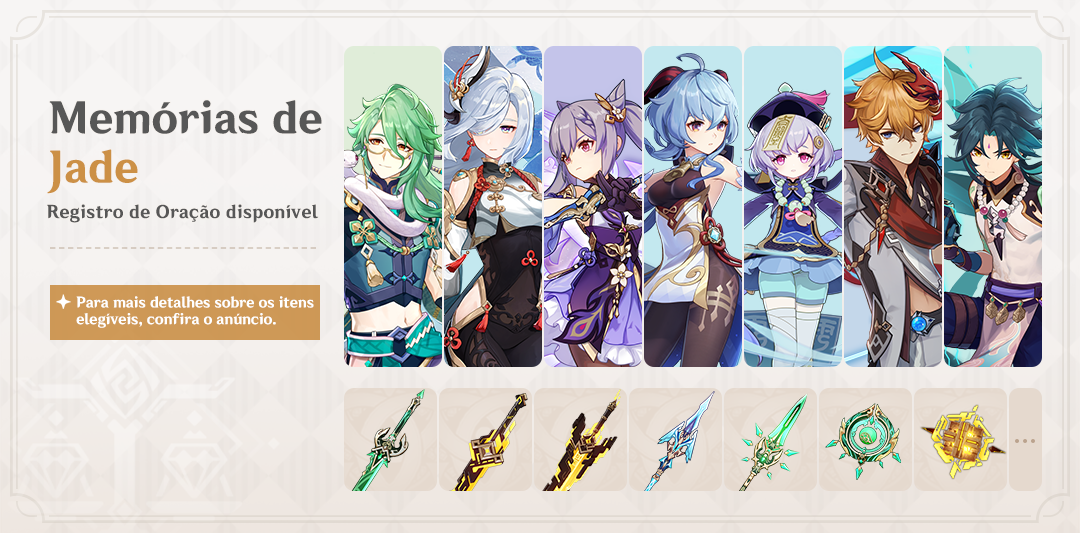 Memórias de
Jade
Registro de Oração disponível
Para mais detalhes sobre os itens
elegíveis, confira o anúncio.